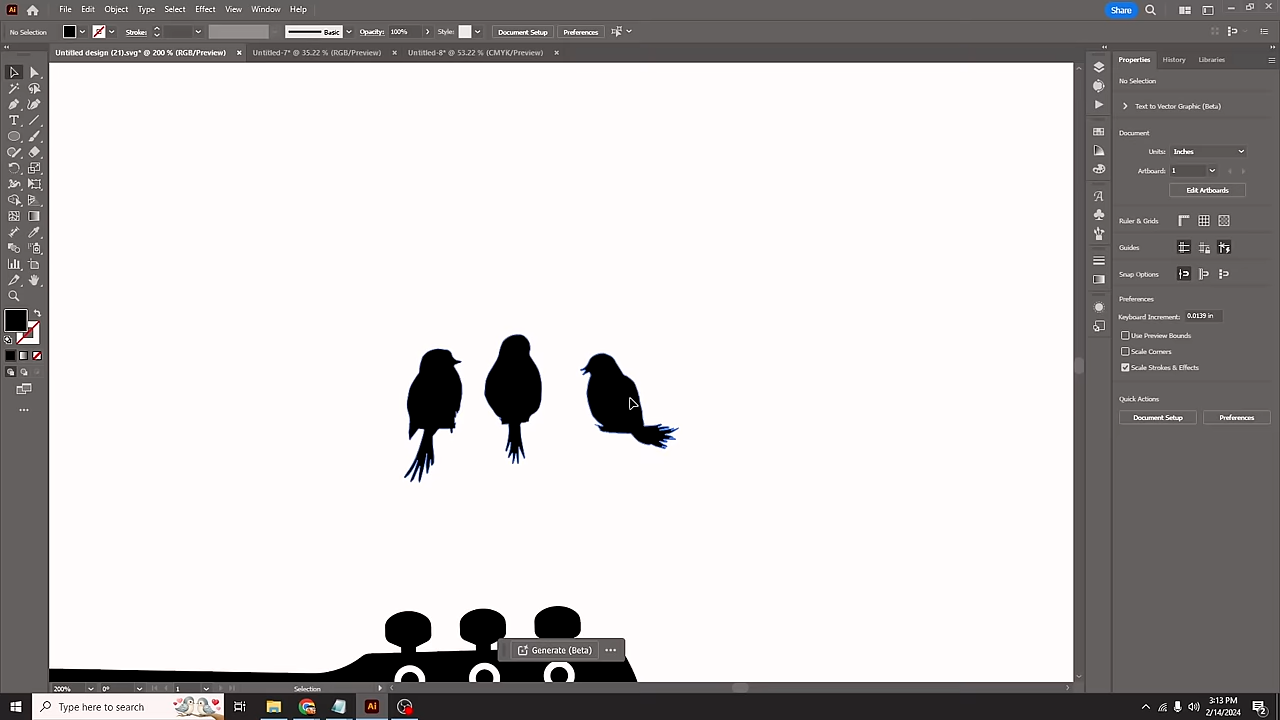 Ai File Edit Object Type Select Effect View Window Help Share
No Selection Stroke: Basic Opacity: 100% Style: Document Setup Preferences
Untitled design (21).svg* @ 200 % (RGB/Preview) × Untitled-7* @ 35.22 % (RGB/Preview) × Untitled-8* @ 53.22 % (CMYK/Preview) ×
Properties History Libraries
No Selection
Text to Vector Graphic (Beta)
Document
Units: Inches
Artboard: 1
Edit Artboards
Ruler & Grids
Guides
Snap Options
Preferences
Keyboard Increment: 0.0139 in
Use Preview Bounds
Scale Corners
Scale Strokes & Effects
Quick Actions
Document Setup Preferences
Generate (Beta)
200% 0° 1 Selection
Type here to search Ai 3:13 PM
2/14/2024